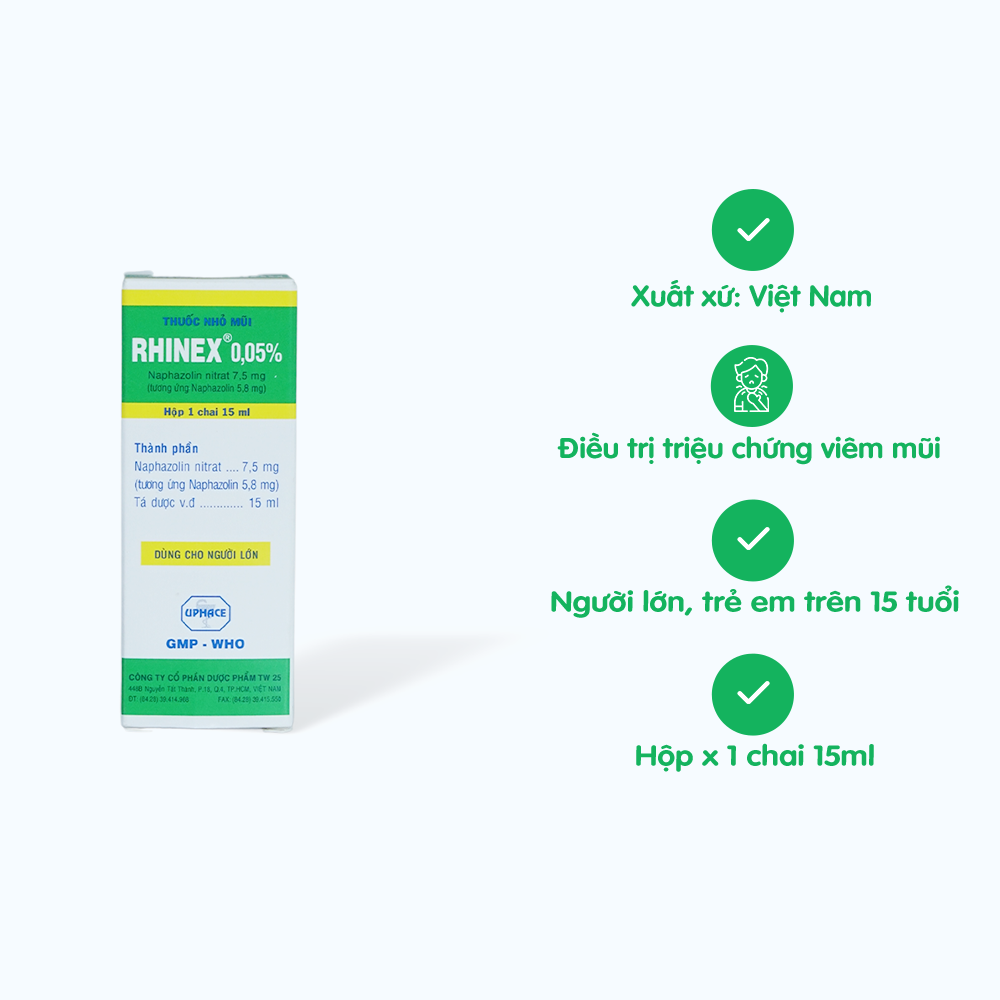 THUỐC NHỎ MŨI
RHINEX® 0,05%
Naphazolin nitrat 7,5 mg
(tương ứng Naphazolin 5,8 mg)
Hộp 1 chai 15 ml
Thành phần
Naphazolin nitrat .... 7,5 mg
(tương ứng Naphazolin 5,8 mg)
Tá dược v.đ ............. 15 ml
DÙNG CHO NGƯỜI LỚN
UPHACE
GMP - WHO
CÔNG TY CỔ PHẦN DƯỢC PHẨM TW 25
448B Nguyễn Tất Thành, P.18, Q.4, TP.HCM, VIỆT NAM
ĐT: (84.28) 39.414.968 FAX: (84.28) 39.415.550
Xuất xứ: Việt Nam
Điều trị triệu chứng viêm mũi
Người lớn, trẻ em trên 15 tuổi
Hộp x 1 chai 15ml